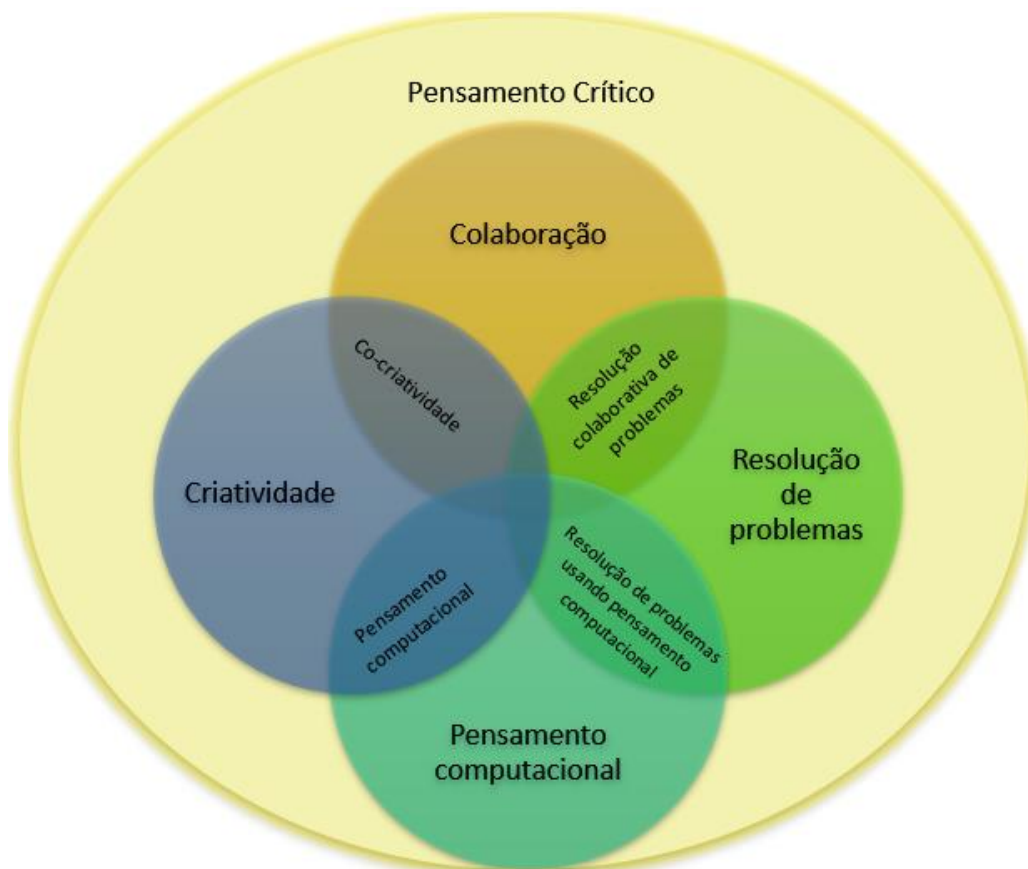 Pensamento Crítico
Colaboração
Co-criatividade
Resolução
colaborativa de
problemas
Criatividade
Resolução
de
problemas
Pensamento
computacional
Resolução de problemas
usando pensamento
computacional
Pensamento
computacional